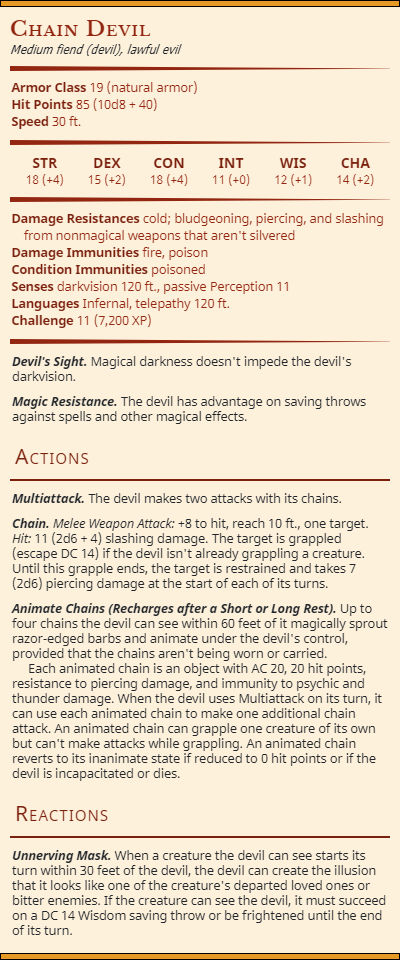 Chain Devil
Medium fiend (devil), lawful evil
Armor Class 19 (natural armor)
Hit Points 85 (10d8 + 40)
Speed 30 ft.
STR DEX CON INT WIS CHA
18 (+4) 15 (+2) 18 (+4) 11 (+0) 12 (+1) 14 (+2)
Damage Resistances cold; bludgeoning, piercing, and slashing
from nonmagical weapons that aren't silvered
Damage Immunities fire, poison
Condition Immunities poisoned
Senses darkvision 120 ft., passive Perception 11
Languages Infernal, telepathy 120 ft.
Challenge 11 (7,200 XP)
Devil's Sight. Magical darkness doesn't impede the devil's
darkvision.
Magic Resistance. The devil has advantage on saving throws
against spells and other magical effects.
Actions
Multiattack. The devil makes two attacks with its chains.
Chain. Melee Weapon Attack: +8 to hit, reach 10 ft., one target.
Hit: 11 (2d6 + 4) slashing damage. The target is grappled
(escape DC 14) if the devil isn't already grappling a creature.
Until this grapple ends, the target is restrained and takes 7
(2d6) piercing damage at the start of each of its turns.
Animate Chains (Recharges after a Short or Long Rest). Up to
four chains the devil can see within 60 feet of it magically sprout
razor-edged barbs and animate under the devil's control,
provided that the chains aren't being worn or carried.
Each animated chain is an object with AC 20, 20 hit points,
resistance to piercing damage, and immunity to psychic and
thunder damage. When the devil uses Multiattack on its turn, it
can use each animated chain to make one additional chain
attack. An animated chain can grapple one creature of its own
but can't make attacks while grappling. An animated chain
reverts to its inanimate state if reduced to 0 hit points or if the
devil is incapacitated or dies.
Reactions
Unnerving Mask. When a creature the devil can see starts its
turn within 30 feet of the devil, the devil can create the illusion
that it looks like one of the creature's departed loved ones or
bitter enemies. If the creature can see the devil, it must succeed
on a DC 14 Wisdom saving throw or be frightened until the end
of its turn.